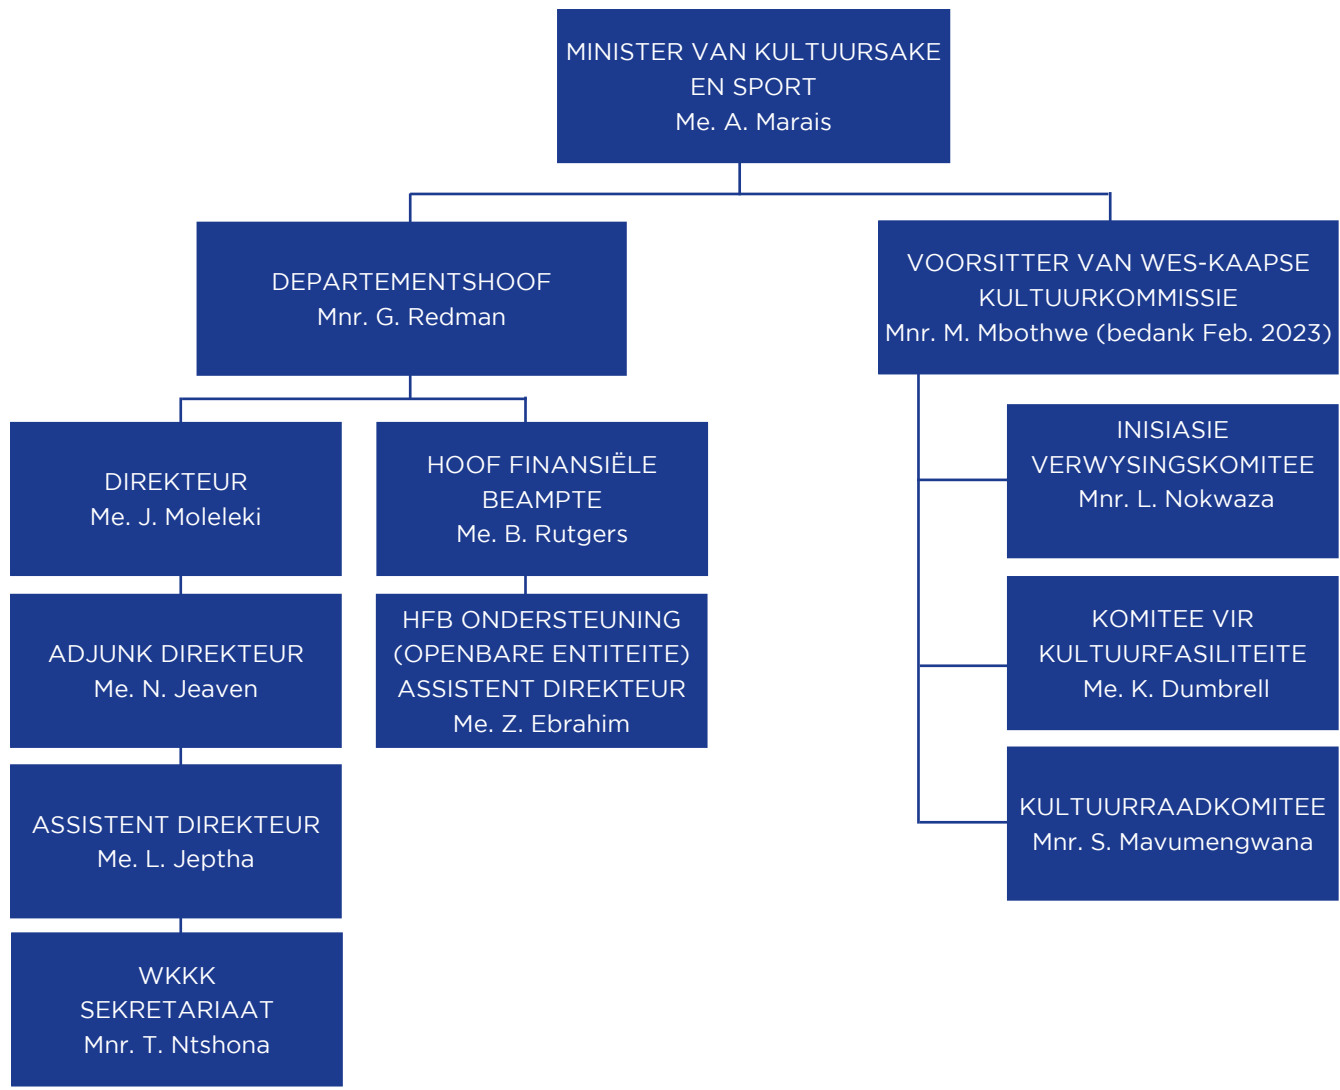 MINISTER VAN KULTUURSAKE
EN SPORT
Me. A. Marais
DEPARTEMENTSHOOF
Mnr. G. Redman
VOORSITTER VAN WES-KAAPSE
KULTUURKOMMISSIE
Mnr. M. Mbothwe (bedank Feb. 2023)
DIREKTEUR
Me. J. Moleleki
HOOF FINANSIËLE
BEAMPTE
Me. B. Rutgers
INISIASIE
VERWYSINGSKOMITEE
Mnr. L. Nokwaza
ADJUNK DIREKTEUR
Me. N. Jeaven
HFB ONDERSTEUNING
(OPENBARE ENTITEITE)
ASSISTENT DIREKTEUR
Me. Z. Ebrahim
KOMITEE VIR
KULTUURFASILITEITE
Me. K. Dumbrell
ASSISTENT DIREKTEUR
Me. L. Jeptha
KULTUURRAADKOMITEE
Mnr. S. Mavumengwana
WKKK
SEKRETARIAAT
Mnr. T. Ntshona